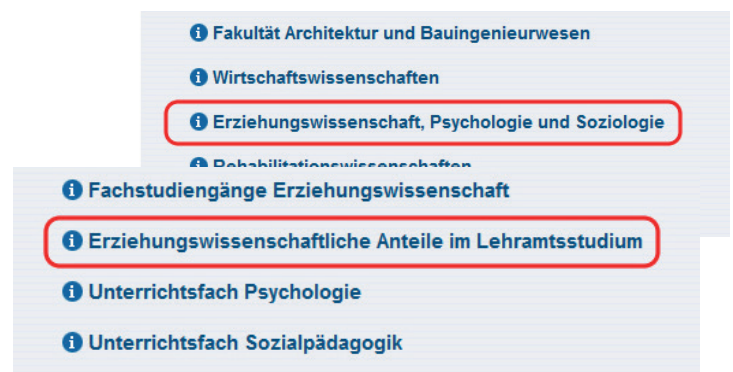 Fakultät Architektur und Bauingenieurwesen
Wirtschaftswissenschaften
Erziehungswissenschaft, Psychologie und Soziologie
Rehabilitationswissenschaften
Fachstudiengänge Erziehungswissenschaft
Erziehungswissenschaftliche Anteile im Lehramtsstudium
Unterrichtsfach Psychologie
Unterrichtsfach Sozialpädagogik